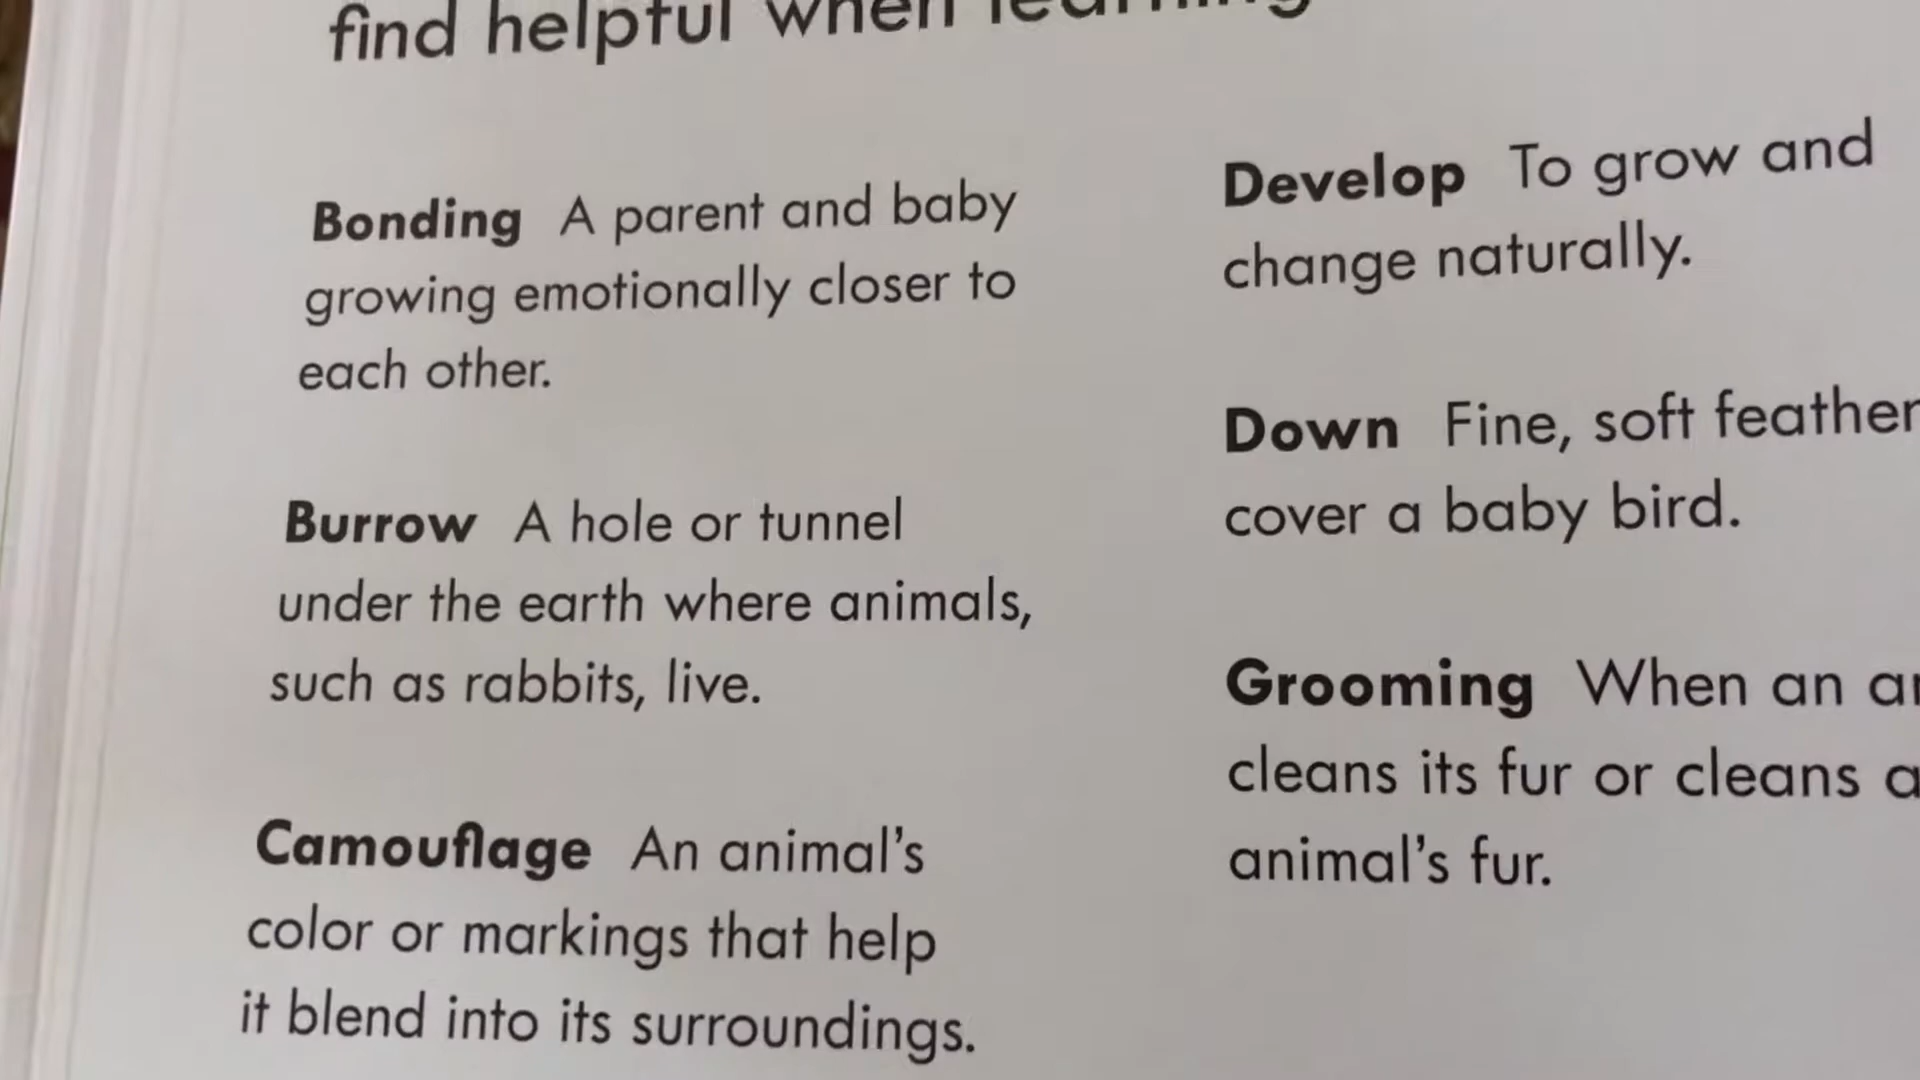 find helpful when learning
Bonding A parent and baby
growing emotionally closer to
each other.
Burrow A hole or tunnel
under the earth where animals,
such as rabbits, live.
Camouflage An animal's
color or markings that help
it blend into its surroundings.
Develop To grow and
change naturally.
Down Fine, soft feather
cover a baby bird.
Grooming When an
cleans its fur or cleans
animal's fur.